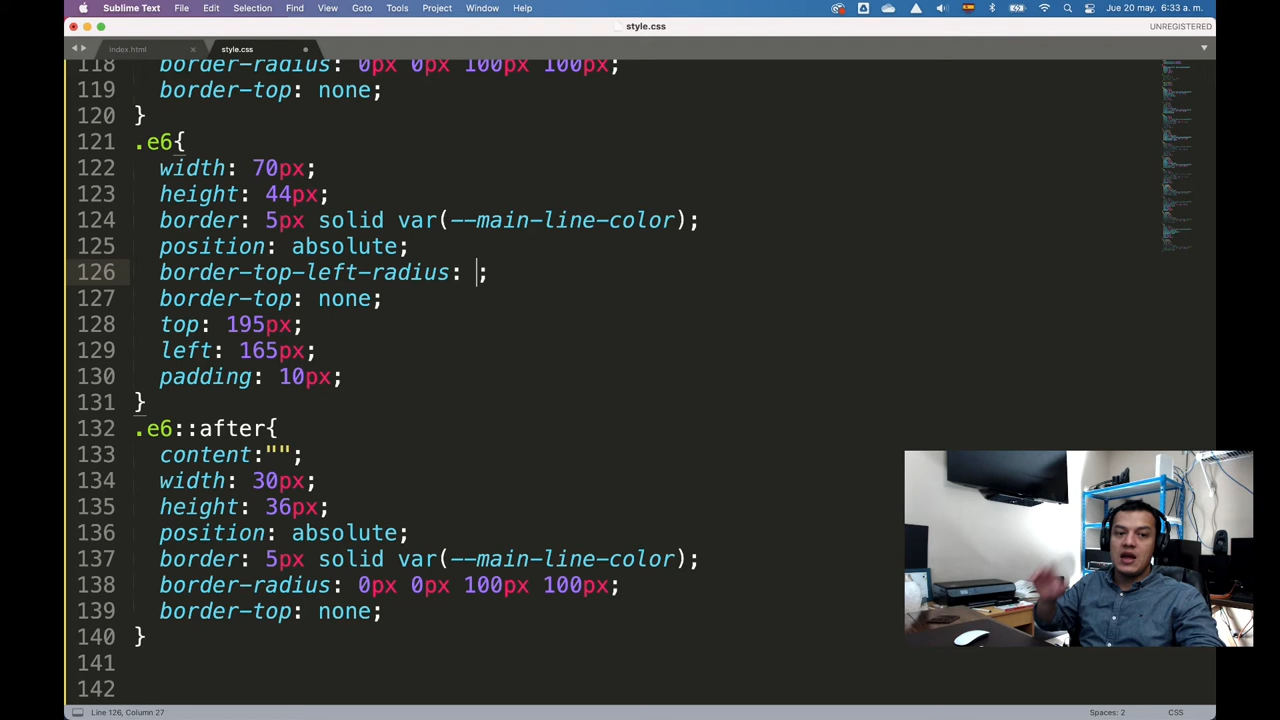 Sublime Text File Edit Selection Find View Goto Tools Project Window Help Jue 20 may. 6:33 a. m.
style.css UNREGISTERED
index.html style.css
118 border-radius: 0px 0px 100px 100px;
119 border-top: none;
120 }
121 .e6{
122 width: 70px;
123 height: 44px;
124 border: 5px solid var(--main-line-color);
125 position: absolute;
126 border-top-left-radius: ;
127 border-top: none;
128 top: 195px;
129 left: 165px;
130 padding: 10px;
131 }
132 .e6::after{
133 content:"";
134 width: 30px;
135 height: 36px;
136 position: absolute;
137 border: 5px solid var(--main-line-color);
138 border-radius: 0px 0px 100px 100px;
139 border-top: none;
140 }
141
142
Line 126, Column 27 Spaces: 2 CSS